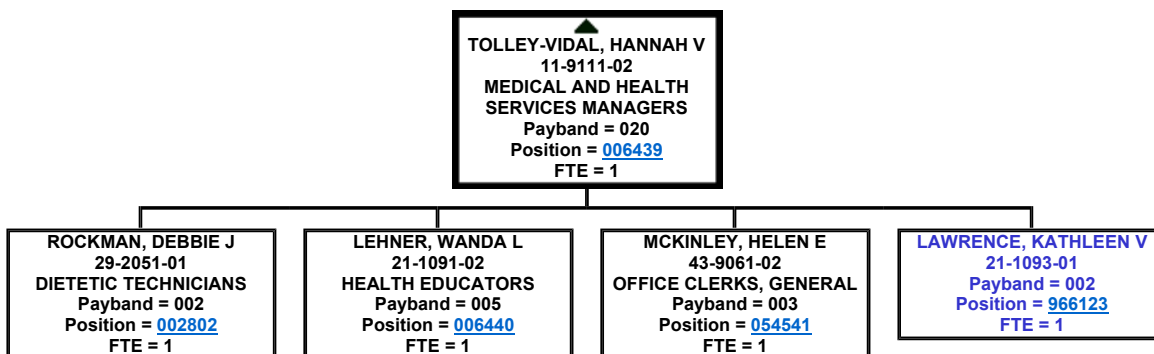 TOLLEY-VIDAL, HANNAH V
11-9111-02
MEDICAL AND HEALTH
SERVICES MANAGERS
Payband = 020
Position = 006439
FTE = 1
ROCKMAN, DEBBIE J
29-2051-01
DIETETIC TECHNICIANS
Payband = 002
Position = 002802
FTE = 1
LEHNER, WANDA L
21-1091-02
HEALTH EDUCATORS
Payband = 005
Position = 006440
FTE = 1
MCKINLEY, HELEN E
43-9061-02
OFFICE CLERKS, GENERAL
Payband = 003
Position = 054541
FTE = 1
LAWRENCE, KATHLEEN V
21-1093-01
Payband = 002
Position = 966123
FTE = 1